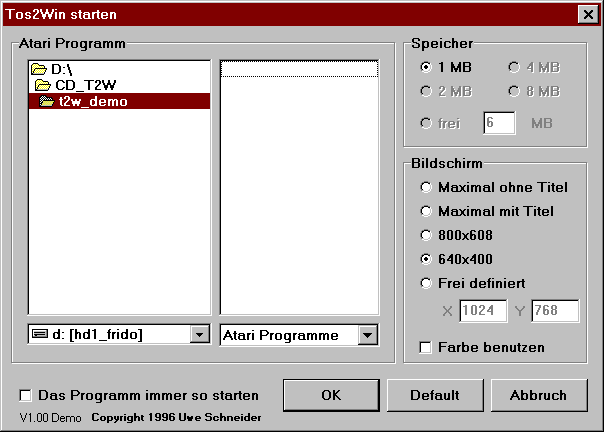 Tos2Win starten
Atari Programm
D:\
CD_T2W
t2w_demo
d: [hd1_frido]
Atari Programme
Speicher
1 MB
4 MB
2 MB
8 MB
frei
6
MB
Bildschirm
Maximal ohne Titel
Maximal mit Titel
800x608
640x400
Frei definiert
X
1024
Y
768
Farbe benutzen
Das Programm immer so starten
OK
Default
Abbruch
V1.00 Demo
Copyright 1996 Uwe Schneider